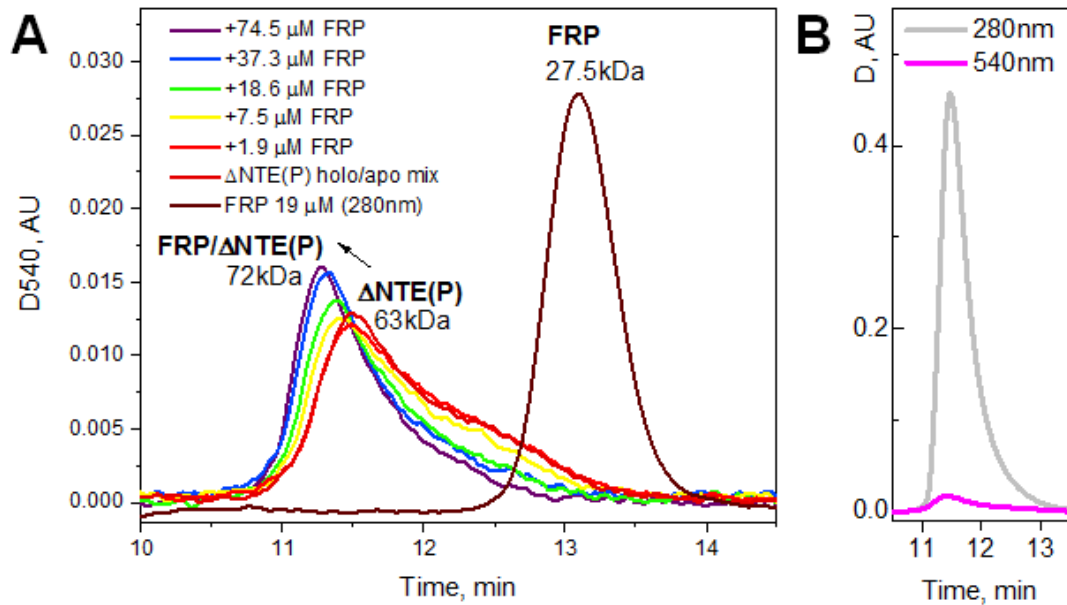 A
+74.5 μM FRP
+37.3 μM FRP
+18.6 μM FRP
+7.5 μM FRP
+1.9 μM FRP
ΔNTE(P) holo/apo mix
FRP 19 μM (280nm)
FRP
27.5kDa
FRP/ΔNTE(P)
72kDa
ΔNTE(P)
63kDa
D540, AU
0.030
0.025
0.020
0.015
0.010
0.005
0.000
10 11 12 13 14
Time, min
B
280nm
540nm
D, AU
0.4
0.2
0.0
11 12 13
Time, min